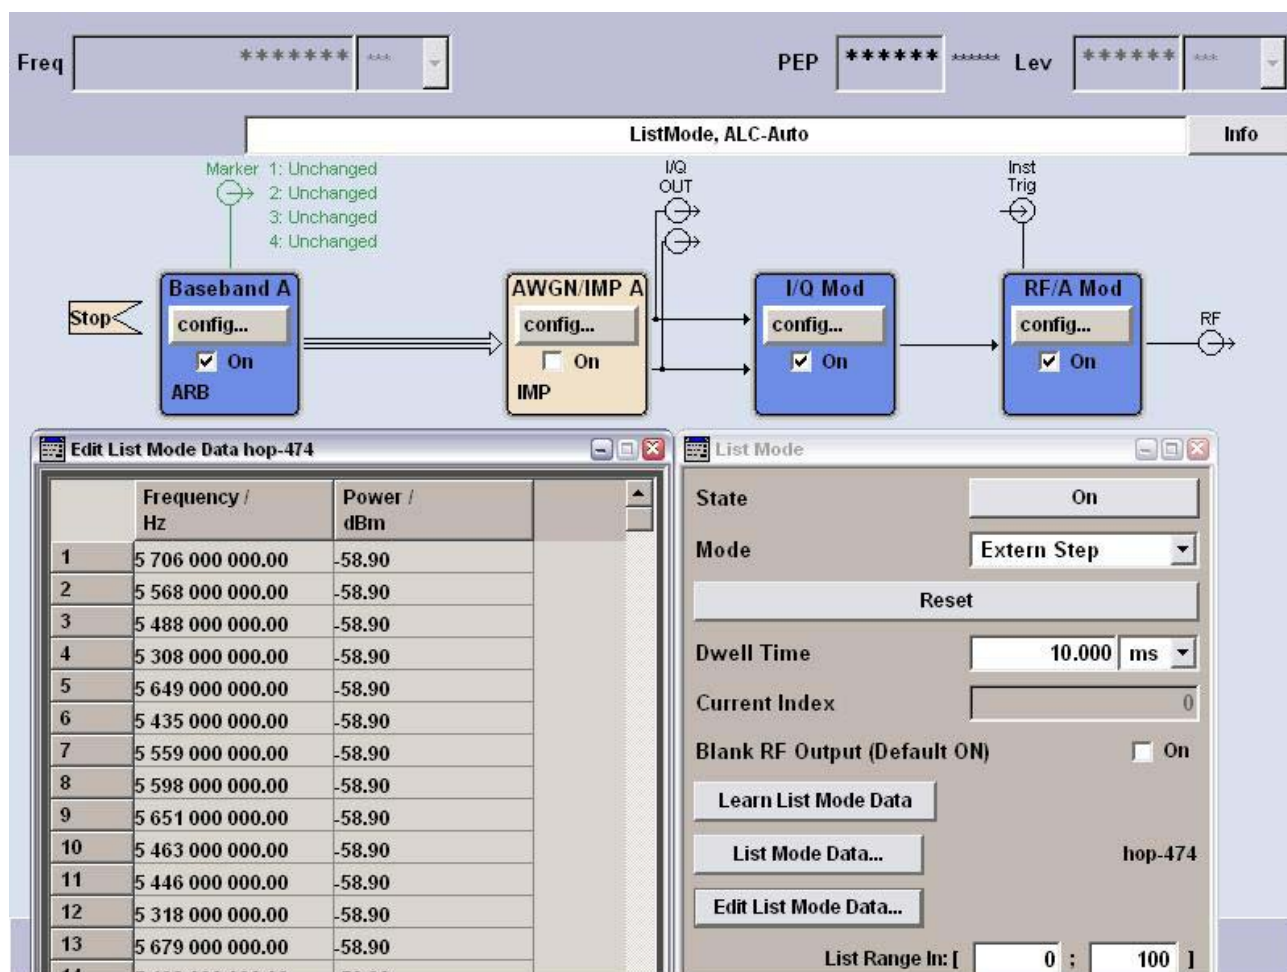 Freq ******* *** PEP ****** ****** Lev ****** ***
ListMode, ALC-Auto Info
Marker 1: Unchanged
2: Unchanged
3: Unchanged
4: Unchanged
I/Q
OUT
Inst
Trig
Stop
Baseband A
config...
On
ARB
AWGN/IMP A
config...
On
IMP
I/Q Mod
config...
On
RF/A Mod
config...
On
RF
Edit List Mode Data hop-474
Frequency / Power /
Hz dBm
1 5 706 000 000.00 -58.90
2 5 568 000 000.00 -58.90
3 5 488 000 000.00 -58.90
4 5 308 000 000.00 -58.90
5 5 649 000 000.00 -58.90
6 5 435 000 000.00 -58.90
7 5 559 000 000.00 -58.90
8 5 598 000 000.00 -58.90
9 5 651 000 000.00 -58.90
10 5 463 000 000.00 -58.90
11 5 446 000 000.00 -58.90
12 5 318 000 000.00 -58.90
13 5 679 000 000.00 -58.90
List Mode
State On
Mode Extern Step
Reset
Dwell Time 10.000 ms
Current Index 0
Blank RF Output (Default ON) On
Learn List Mode Data
List Mode Data... hop-474
Edit List Mode Data...
List Range In: [ 0 : 100 ]